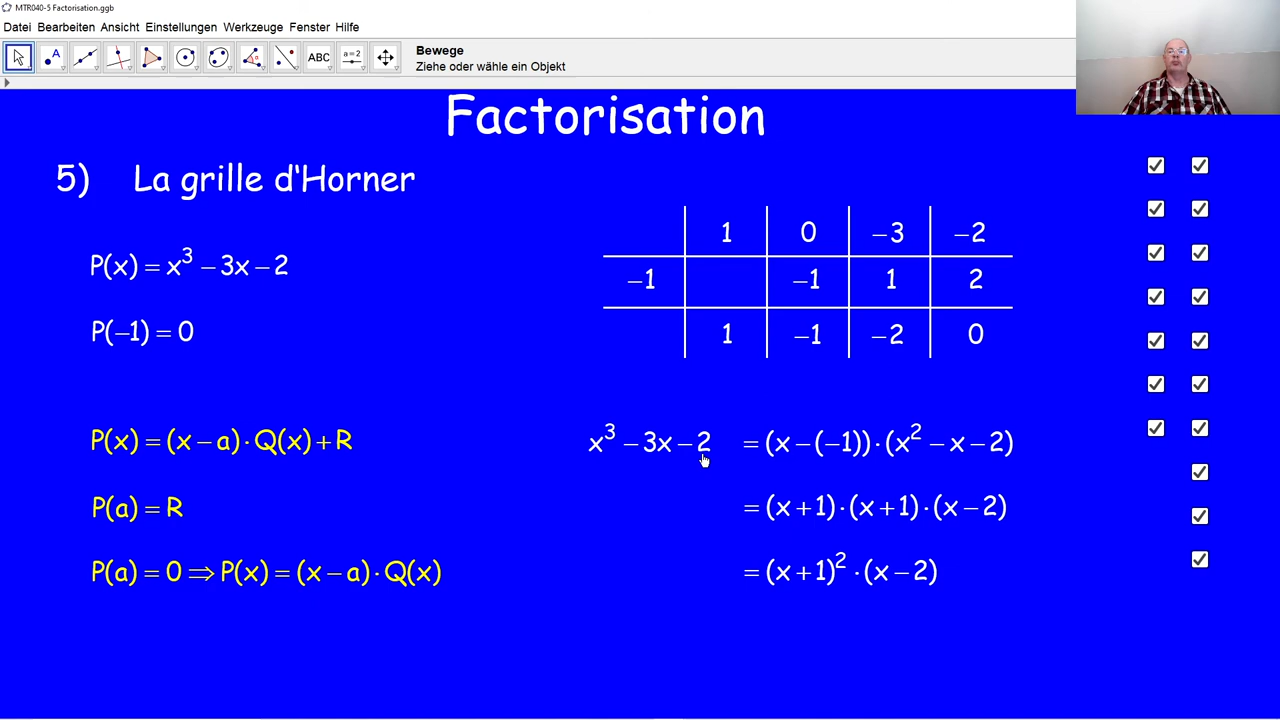 MTR040-5 Factorisation.ggb
Datei Bearbeiten Ansicht Einstellungen Werkzeuge Fenster Hilfe
A ABC a=2
Bewege
Ziehe oder wähle ein Objekt
Factorisation
5) La grille d'Horner
1 0 −3 −2
−1 −1 1 2
1 −1 −2 0
P(x) = x³ − 3x − 2
P(−1) = 0
P(x) = (x − a) · Q(x) + R
P(a) = R
P(a) = 0 ⇒ P(x) = (x − a) · Q(x)
x³ − 3x − 2 = (x − (−1)) · (x² − x − 2)
= (x + 1) · (x + 1) · (x − 2)
= (x + 1)² · (x − 2)